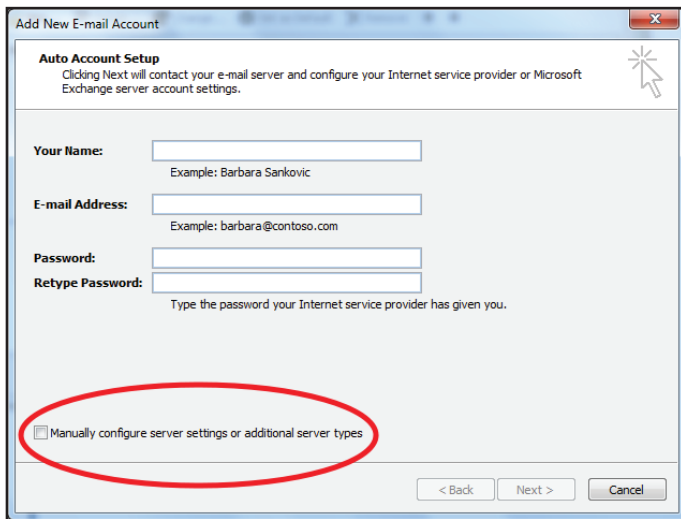 Add New E-mail Account
Auto Account Setup
Clicking Next will contact your e-mail server and configure your Internet service provider or Microsoft
Exchange server account settings.
Your Name:
Example: Barbara Sankovic
E-mail Address:
Example: barbara@contoso.com
Password:
Retype Password:
Type the password your Internet service provider has given you.
Manually configure server settings or additional server types
< Back Next > Cancel